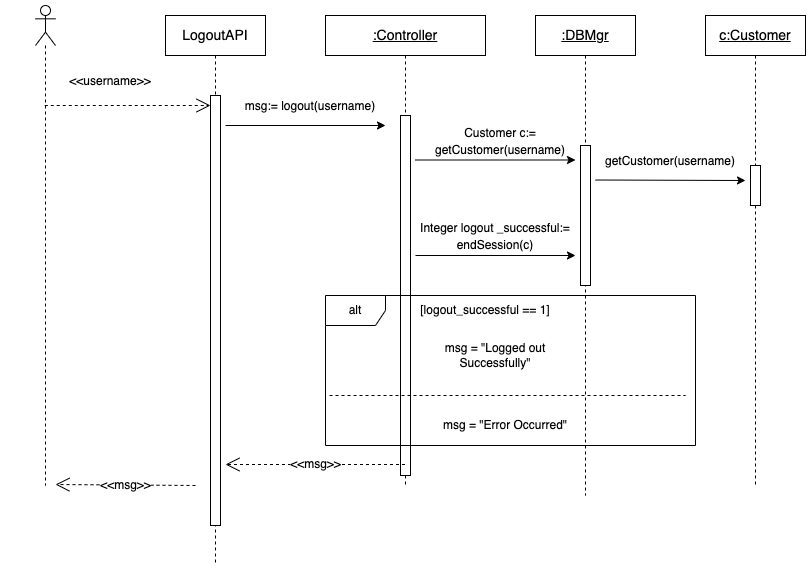 LogoutAPI
:Controller
:DBMgr
c:Customer
<<username>>
msg:= logout(username)
Customer c:=
getCustomer(username)
getCustomer(username)
Integer logout _successful:=
endSession(c)
alt
[logout_successful == 1]
msg = "Logged out
Successfully"
msg = "Error Occurred"
<<msg>>
<<msg>>